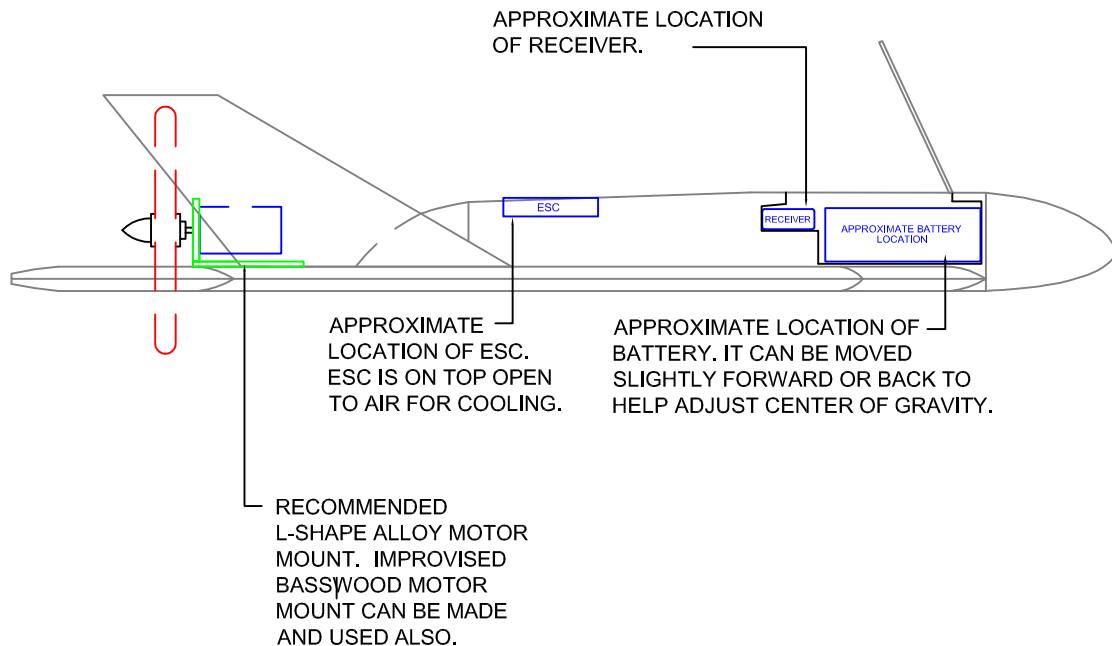 APPROXIMATE LOCATION
OF RECEIVER.
ESC
RECEIVER
APPROXIMATE BATTERY
LOCATION
APPROXIMATE
LOCATION OF ESC.
ESC IS ON TOP OPEN
TO AIR FOR COOLING.
APPROXIMATE LOCATION OF
BATTERY. IT CAN BE MOVED
SLIGHTLY FORWARD OR BACK TO
HELP ADJUST CENTER OF GRAVITY.
RECOMMENDED
L-SHAPE ALLOY MOTOR
MOUNT. IMPROVISED
BASSWOOD MOTOR
MOUNT CAN BE MADE
AND USED ALSO.